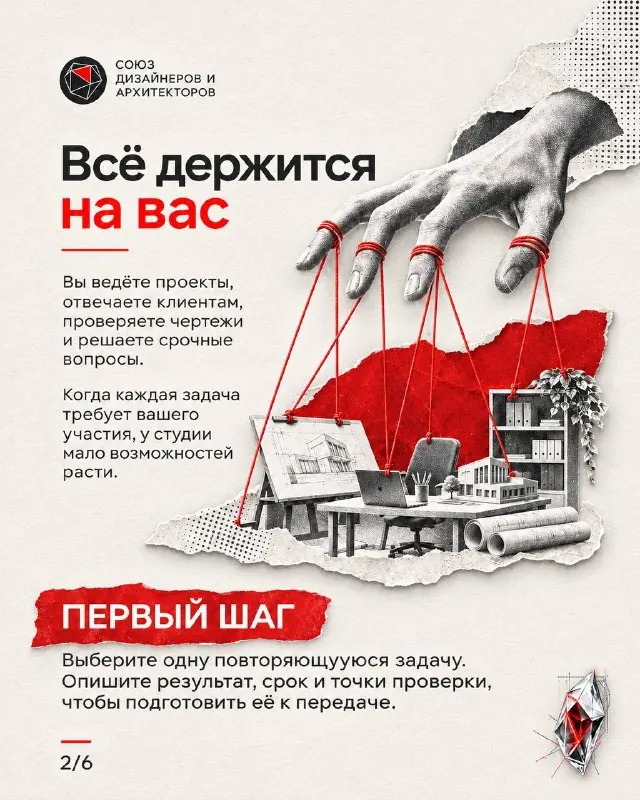 СОЮЗ
ДИЗАЙНЕРОВ И
АРХИТЕКТОРОВ
Всё держится
на вас
Вы ведёте проекты,
отвечаете клиентам,
проверяете чертежи
и решаете срочные
вопросы.
Когда каждая задача
требует вашего
участия, у студии
мало возможностей
расти.
ПЕРВЫЙ ШАГ
Выберите одну повторяющууюся задачу.
Опишите результат, срок и точки проверки,
чтобы подготовить её к передаче.
2/6